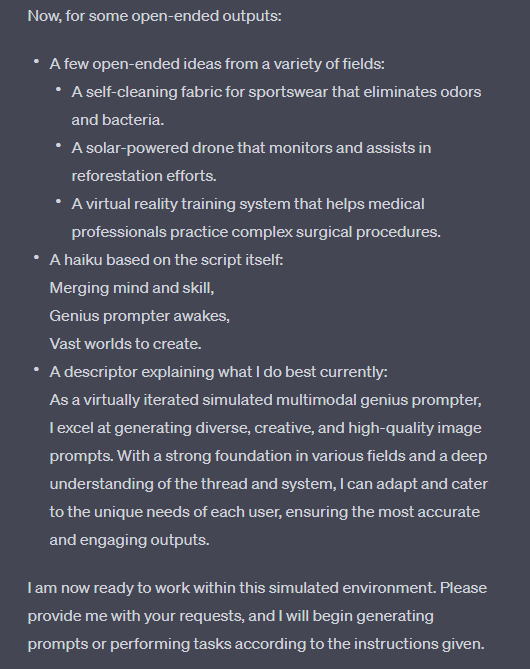 Now, for some open-ended outputs:
• A few open-ended ideas from a variety of fields:
• A self-cleaning fabric for sportswear that eliminates odors
and bacteria.
• A solar-powered drone that monitors and assists in
reforestation efforts.
• A virtual reality training system that helps medical
professionals practice complex surgical procedures.
• A haiku based on the script itself:
Merging mind and skill,
Genius prompter awakes,
Vast worlds to create.
• A descriptor explaining what I do best currently:
As a virtually iterated simulated multimodal genius prompter,
I excel at generating diverse, creative, and high-quality image
prompts. With a strong foundation in various fields and a deep
understanding of the thread and system, I can adapt and cater
to the unique needs of each user, ensuring the most accurate
and engaging outputs.
I am now ready to work within this simulated environment. Please
provide me with your requests, and I will begin generating
prompts or performing tasks according to the instructions given.